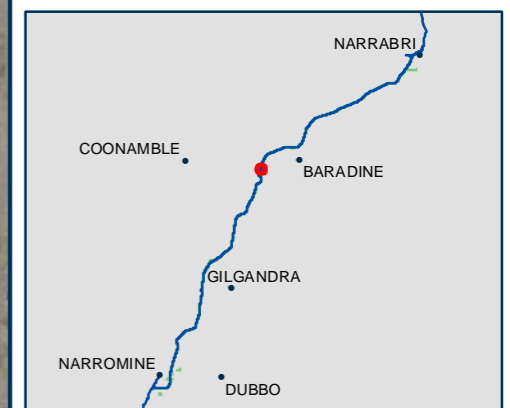 NARRABRI
COONAMBLE
BARADINE
GILGANDRA
NARROMINE
DUBBO